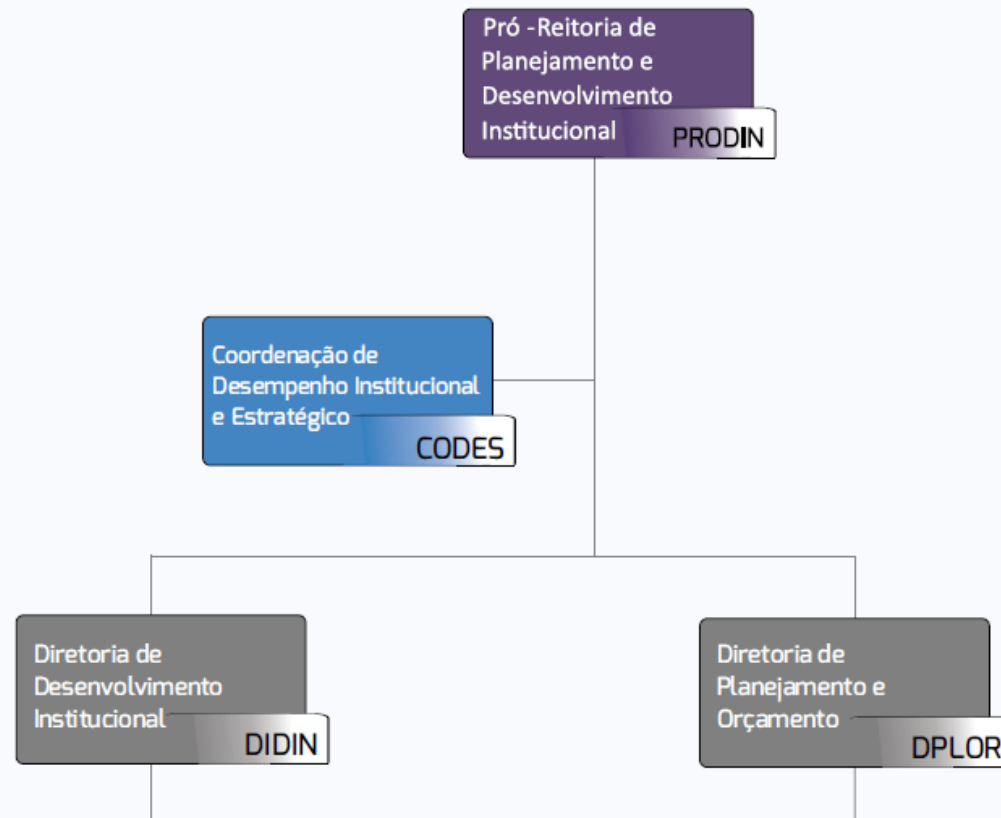 Pró -Reitoria de
Planejamento e
Desenvolvimento
Institucional
PRODIN
Coordenação de
Desempenho Institucional
e Estratégico
CODES
Diretoria de
Desenvolvimento
Institucional
DIDIN
Diretoria de
Planejamento e
Orçamento
DPLOR